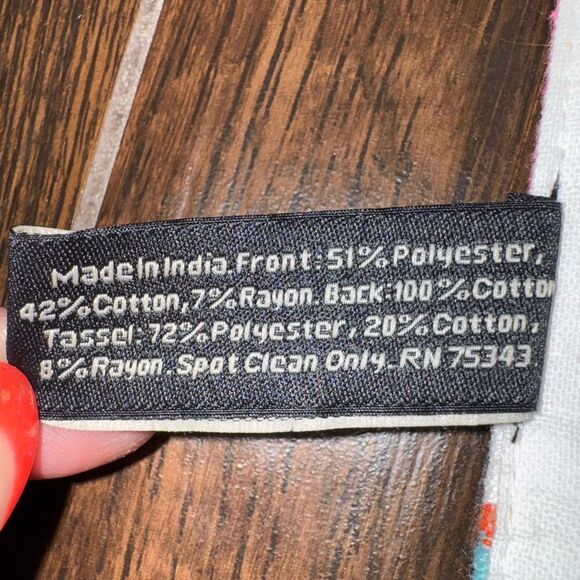 Made In India. Front: 51% Polyester,
42% Cotton, 7% Rayon. Back: 100% Cotton
Tassel: 72% Polyester, 20% Cotton,
8% Rayon. Spot Clean Only. RN 75343